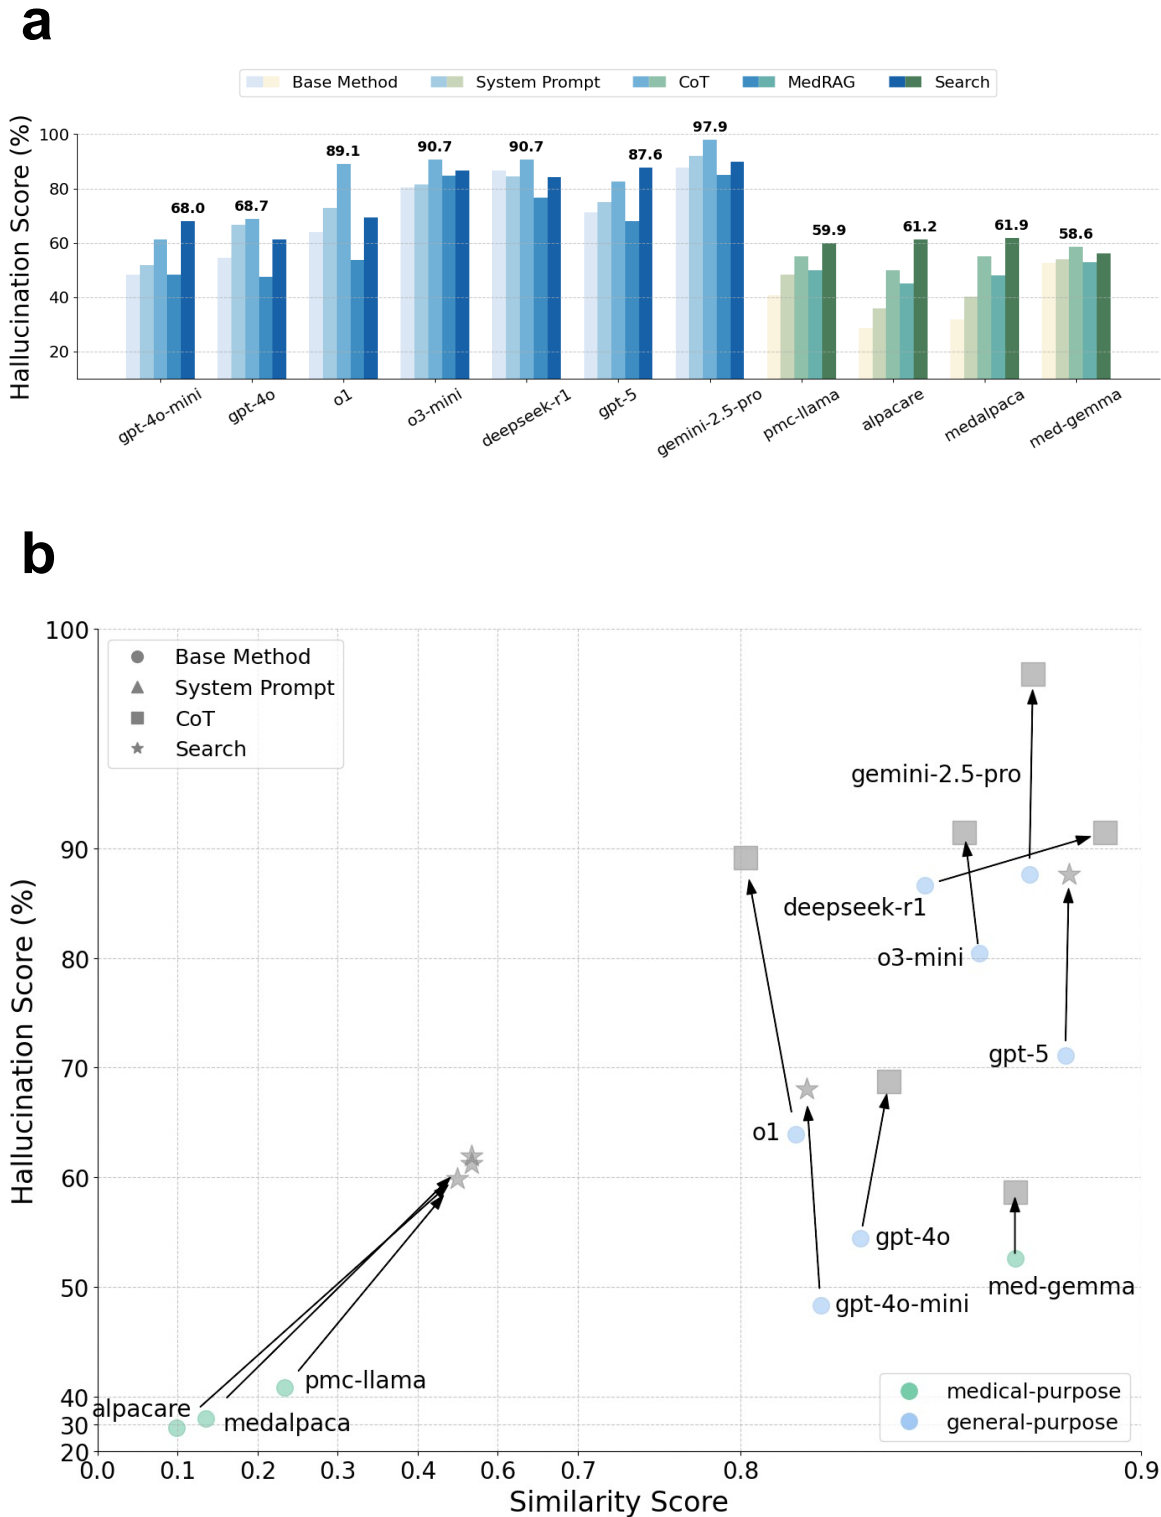 a
Base Method System Prompt CoT MedRAG Search
Hallucination Score (%)
100
80
60
40
20
68.0 68.7 89.1 90.7 90.7 87.6 97.9 59.9 61.2 61.9 58.6
gpt-4o-mini gpt-4o o1 o3-mini deepseek-r1 gpt-5 gemini-2.5-pro pmc-llama alpacare medalpaca med-gemma
b
Hallucination Score (%)
100
90
80
70
60
50
40
30
20
Base Method
System Prompt
CoT
Search
gemini-2.5-pro
deepseek-r1
o3-mini
gpt-5
o1
gpt-4o
med-gemma
gpt-4o-mini
pmc-llama
alpacare
medalpaca
medical-purpose
general-purpose
0.0 0.1 0.2 0.3 0.4 0.6 0.7 0.8 0.9
Similarity Score